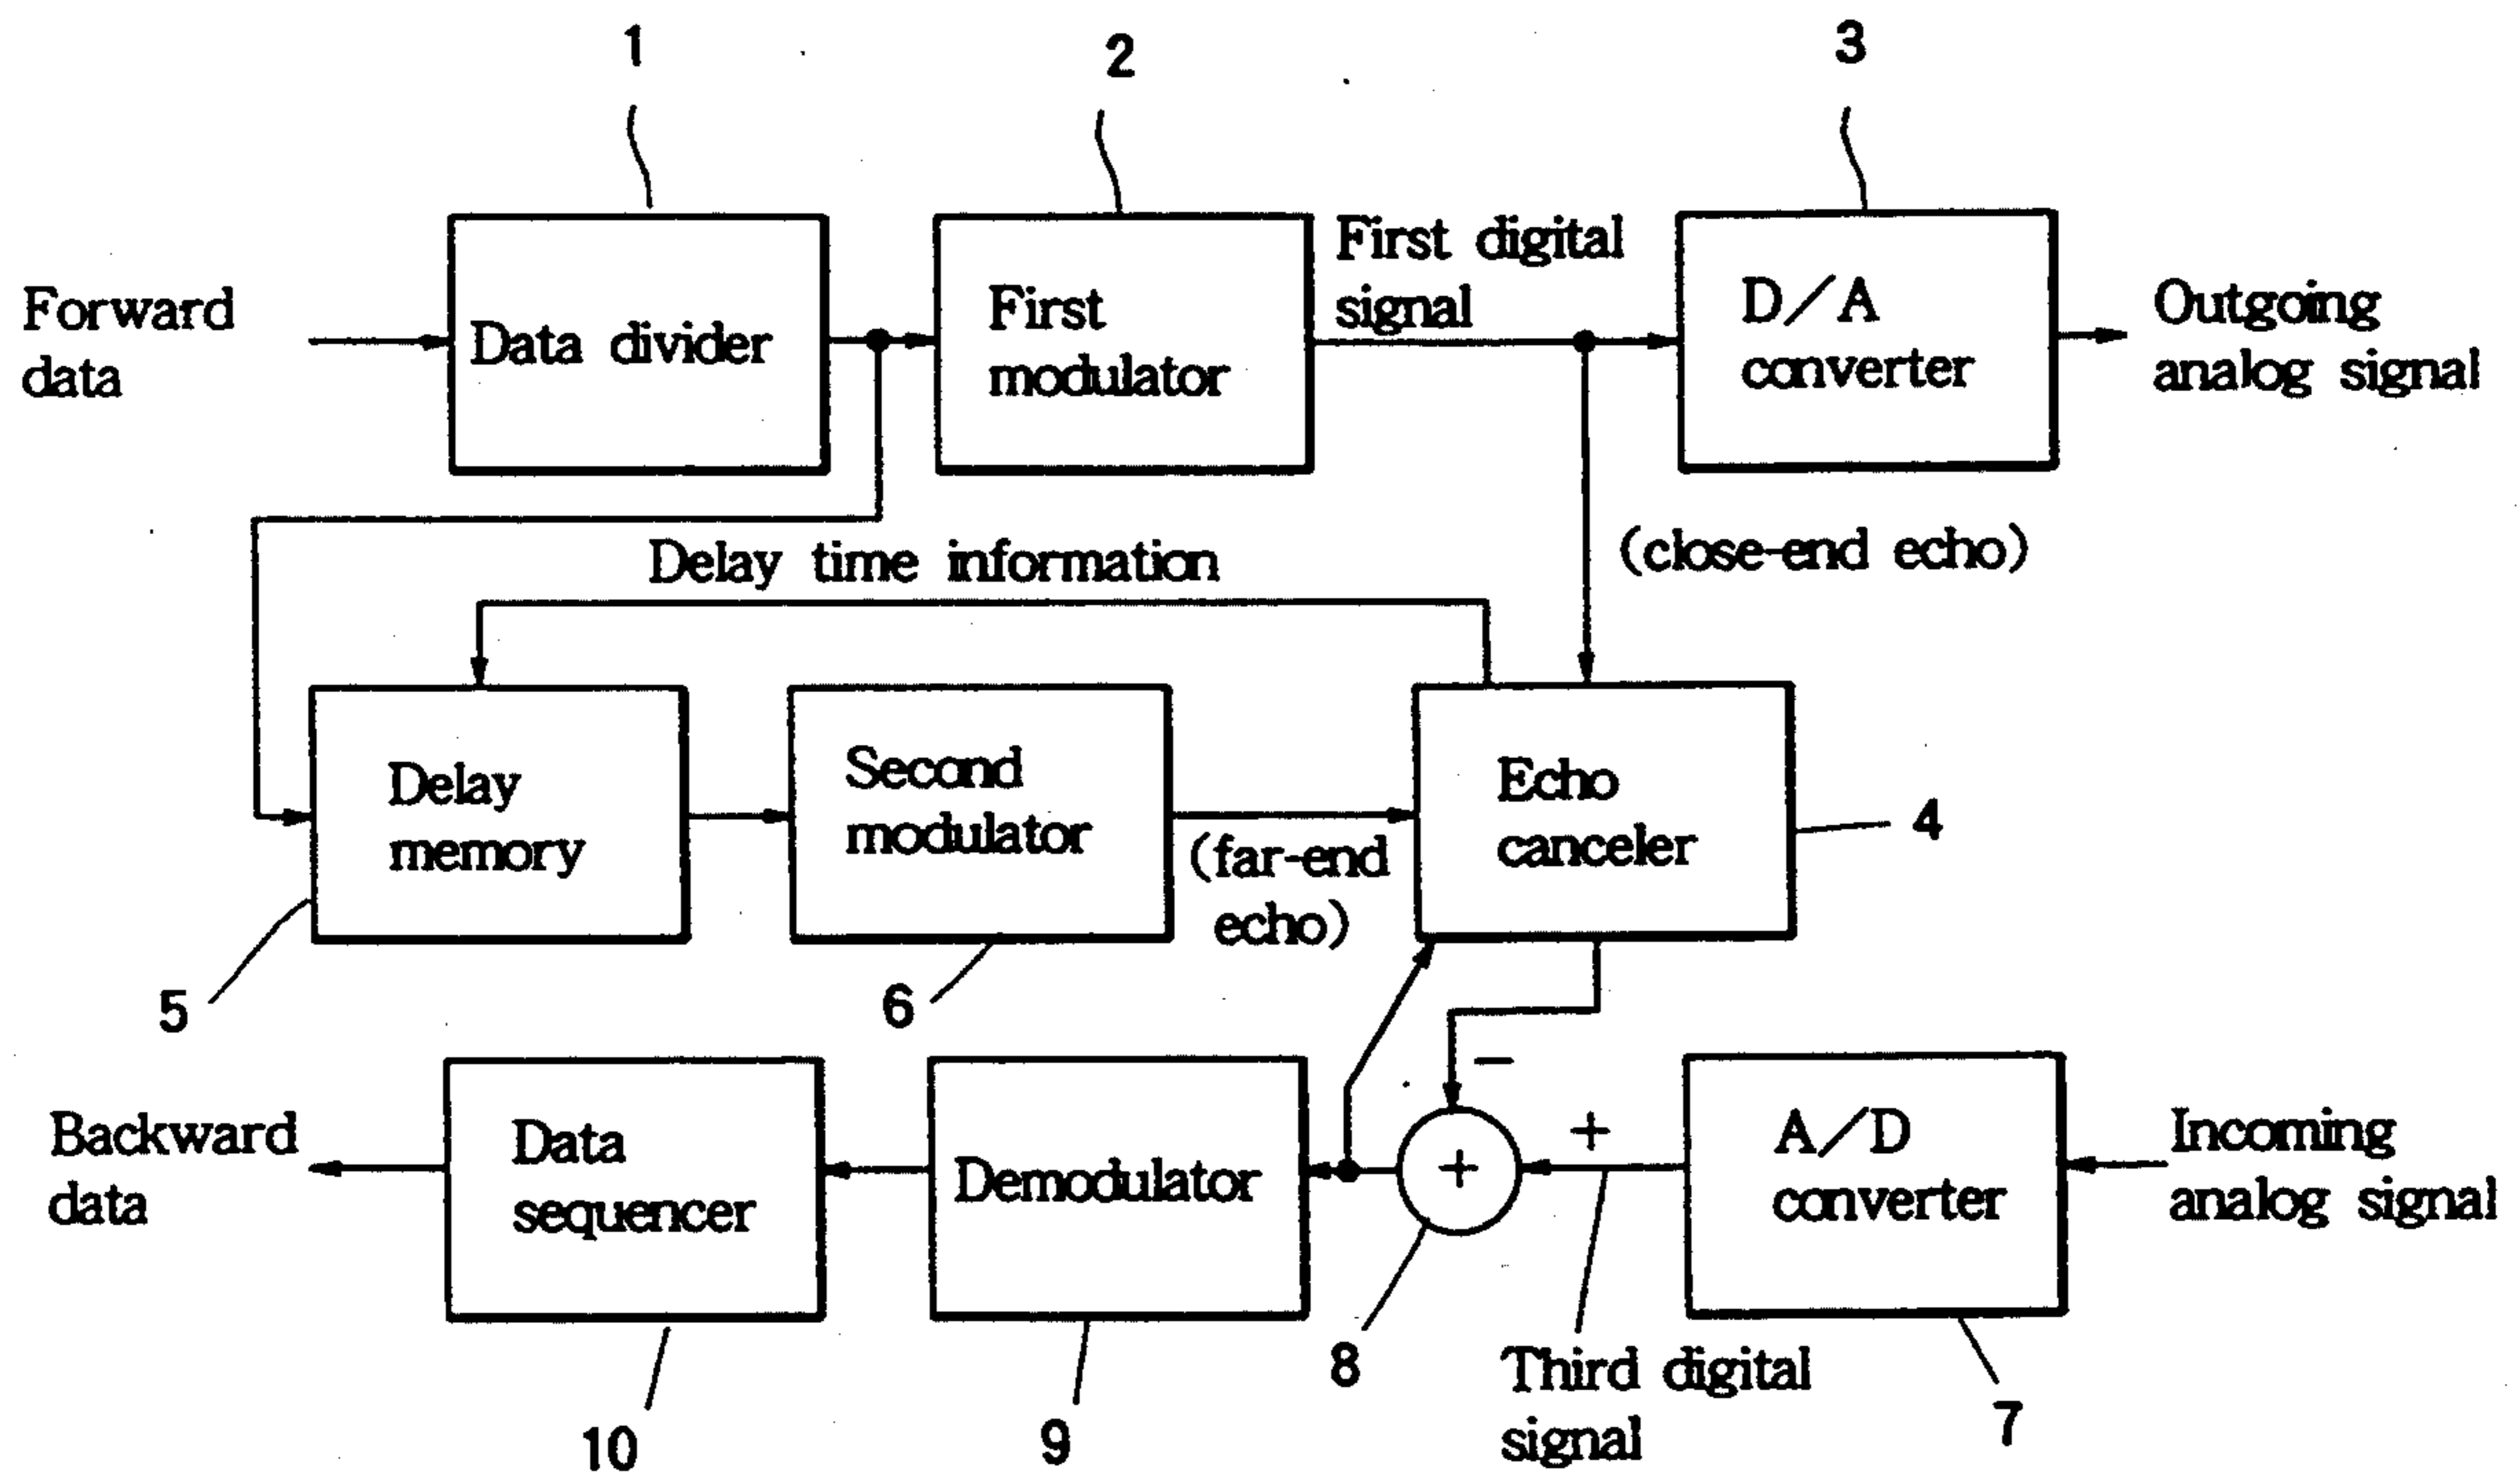 1
2
3
Forward
data
Data divider
First
modulator
First digital
signal
D/A
converter
Outgoing
analog signal
Delay time information
(close-end echo)
Delay
memory
Second
modulator
(far-end
echo)
Echo
canceler
4
5
6
−
Backward
data
Data
sequencer
Demodulator
+
+
A/D
converter
Incoming
analog signal
10
9
8
Third digital
signal
7